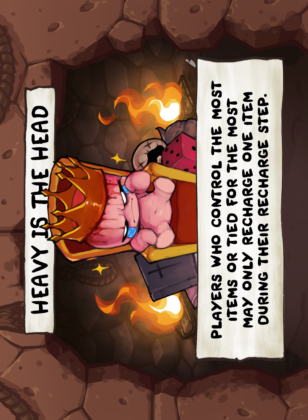 HEAVY IS THE HEAD
PLAYERS WHO CONTROL THE MOST
ITEMS OR TIED FOR THE MOST
MAY ONLY RECHARGE ONE ITEM
DURING THEIR RECHARGE STEP.